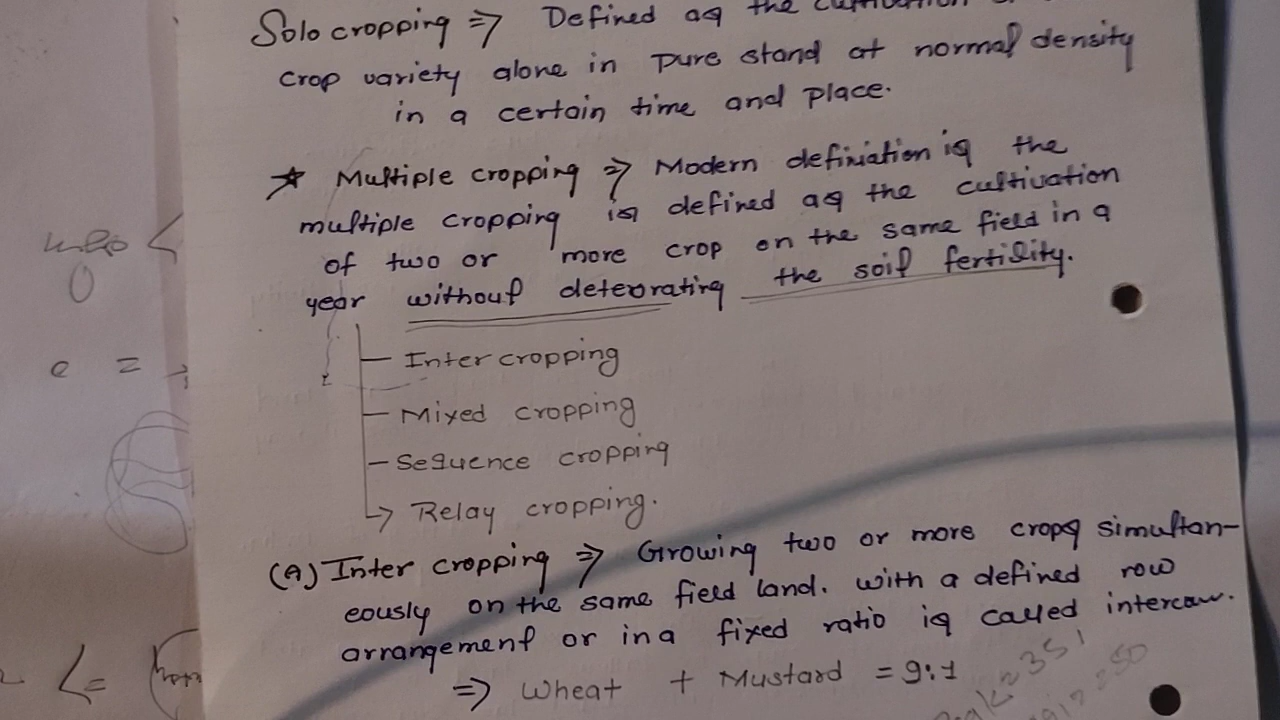 Solo cropping ⇒ Defined as the
crop variety alone in pure stand at normal density
in a certain time and place.
★ Multiple cropping ⇒ Modern definiation is the
multiple cropping is defined as the cultivation
of two or more crop on the same field in a
year without deteorating the soil fertility.
Inter cropping
Mixed cropping
Sequence cropping
→ Relay cropping.
(A) Inter cropping ⇒ Growing two or more crops simultan-
eously on the same field land. with a defined row
arrangement or in a fixed ratio is called
⇒ Wheat + Mustard = 9:1